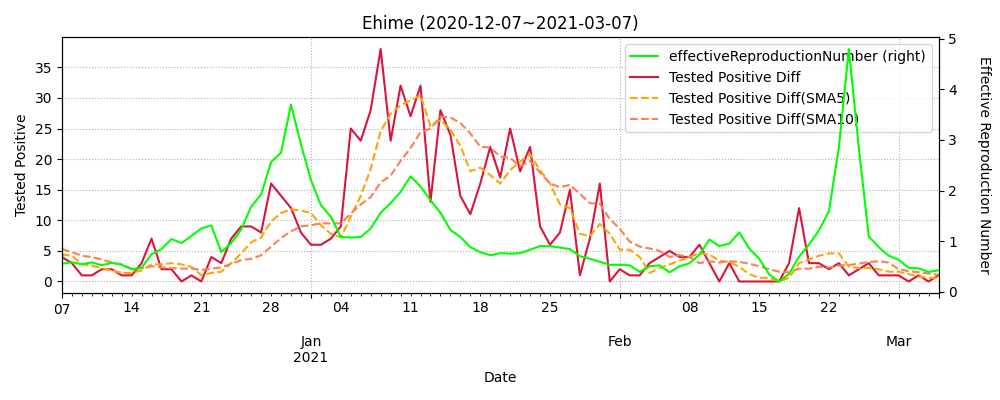 Ehime (2020-12-07~2021-03-07)
effectiveReproductionNumber (right)
Tested Positive Diff
Tested Positive Diff(SMA5)
Tested Positive Diff(SMA10)
Tested Positive
35
30
25
20
15
10
5
0
Effective Reproduction Number
5
4
3
2
1
0
07 14 21 28 04 11 18 25 08 15 22
Jan Feb Mar
2021
Date